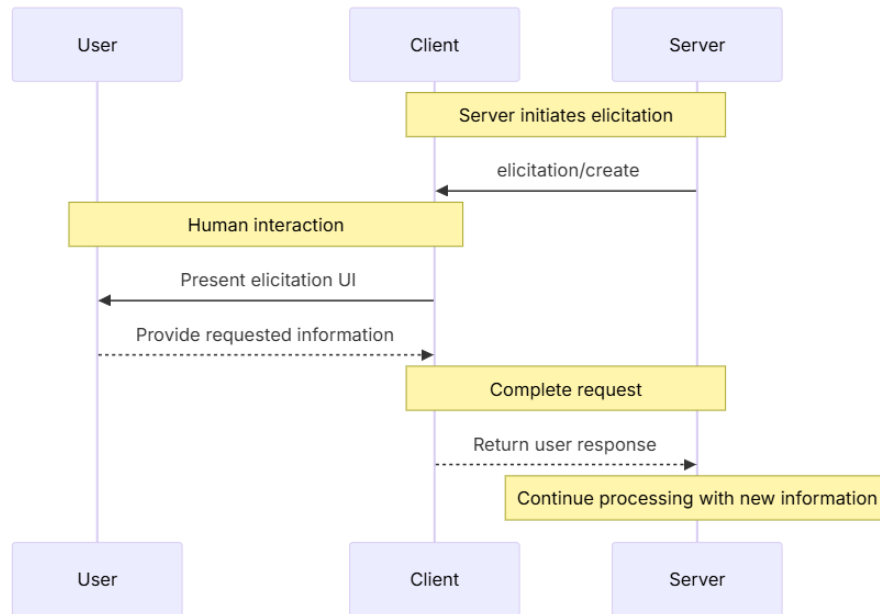 User
Client
Server
Server initiates elicitation
elicitation/create
Human interaction
Present elicitation UI
Provide requested information
Complete request
Return user response
Continue processing with new information
User
Client
Server